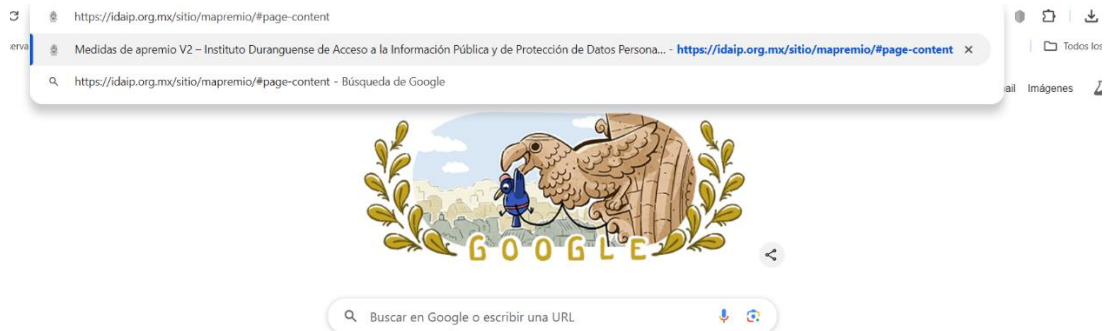 https://idaip.org.mx/sitio/mapremio/#page-content
Medidas de apremio V2 – Instituto Duranguense de Acceso a la Información Pública y de Protección de Datos Persona... - https://idaip.org.mx/sitio/mapremio/#page-content
Todos los
https://idaip.org.mx/sitio/mapremio/#page-content - Búsqueda de Google
Imágenes
GOOGLE
Buscar en Google o escribir una URL